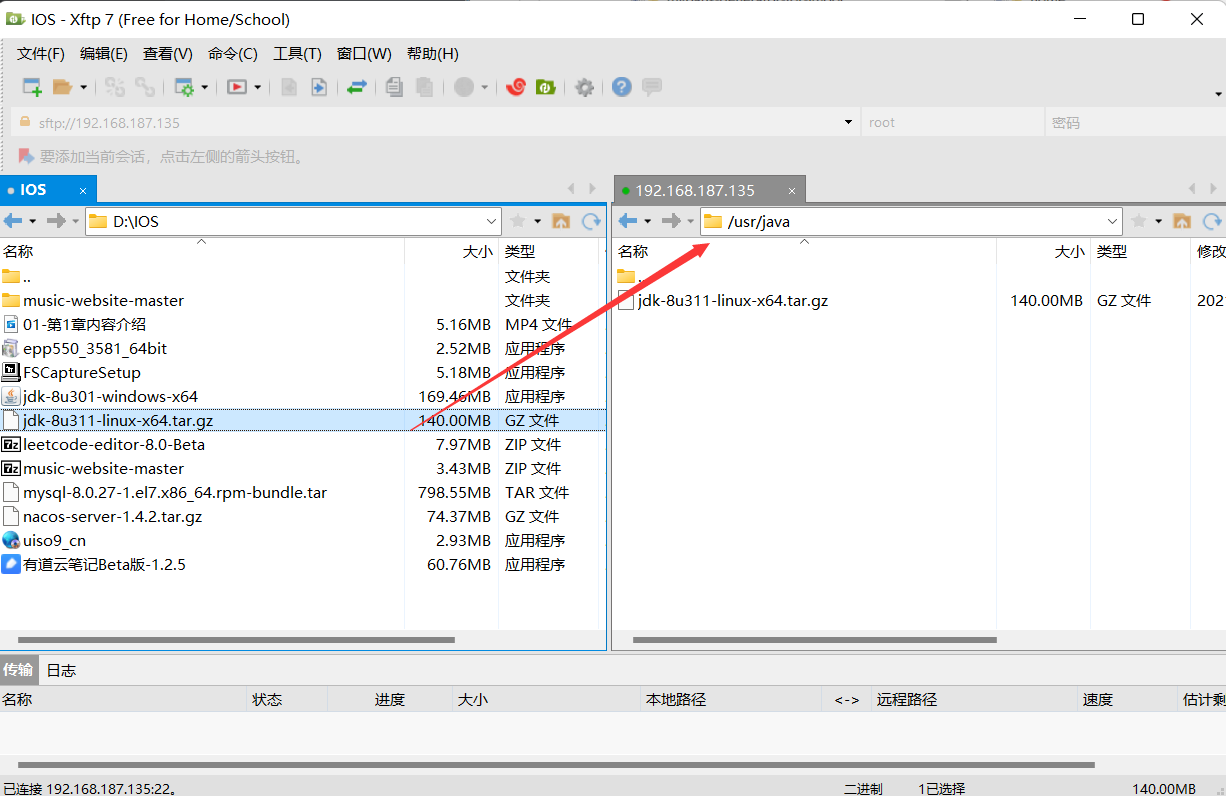 IOS - Xftp 7 (Free for Home/School)
文件(F) 编辑(E) 查看(V) 命令(C) 工具(T) 窗口(W) 帮助(H)
sftp://192.168.187.135 root 密码
要添加当前会话，点击左侧的箭头按钮。
IOS × 192.168.187.135 ×
D:\IOS /usr/java
名称 大小 类型 名称 大小 类型 修改
.. 文件夹 ..
music-website-master 文件夹 jdk-8u311-linux-x64.tar.gz 140.00MB GZ 文件 202
01-第1章内容介绍 5.16MB MP4 文件
epp550_3581_64bit 2.52MB 应用程序
FSCaptureSetup 5.18MB 应用程序
jdk-8u301-windows-x64 169.46MB 应用程序
jdk-8u311-linux-x64.tar.gz 140.00MB GZ 文件
leetcode-editor-8.0-Beta 7.97MB ZIP 文件
music-website-master 3.43MB ZIP 文件
mysql-8.0.27-1.el7.x86_64.rpm-bundle.tar 798.55MB TAR 文件
nacos-server-1.4.2.tar.gz 74.37MB GZ 文件
uiso9_cn 2.93MB 应用程序
有道云笔记Beta版-1.2.5 60.76MB 应用程序
传输 日志
名称 状态 进度 大小 本地路径 <-> 远程路径 速度 估计剩
已连接 192.168.187.135:22。 二进制 1已选择 140.00MB